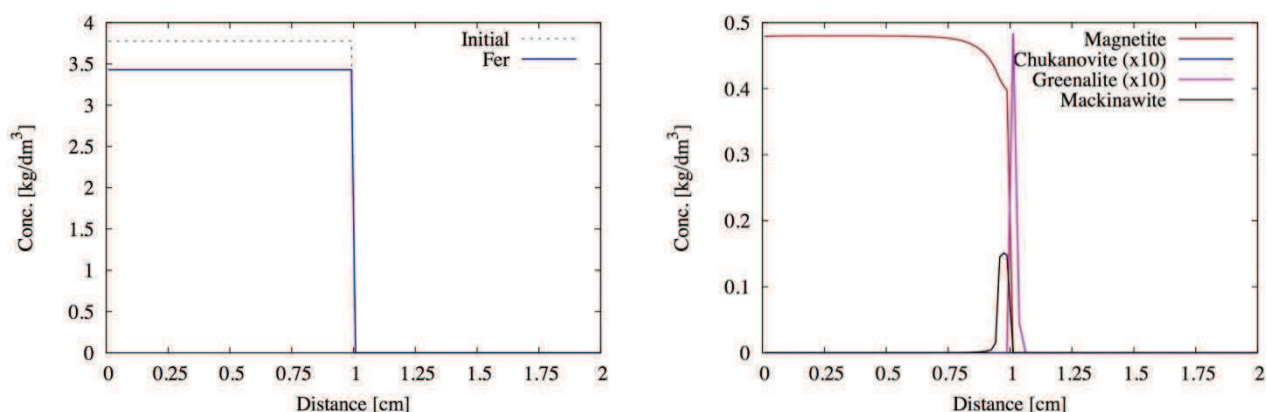 Conc. [kg/dm³]
4
3.5
3
2.5
2
1.5
1
0.5
0
Initial
Fer
0 0.25 0.5 0.75 1 1.25 1.5 1.75 2
Distance [cm]
Conc. [kg/dm³]
0.5
0.4
0.3
0.2
0.1
0
Magnetite
Chukanovite (x10)
Greenalite (x10)
Mackinawite
0 0.25 0.5 0.75 1 1.25 1.5 1.75 2
Distance [cm]